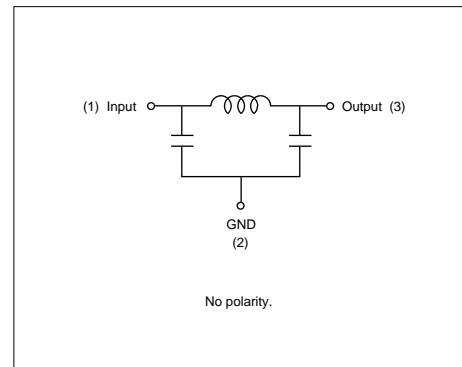 (1) Input
Output (3)
GND
(2)
No polarity.